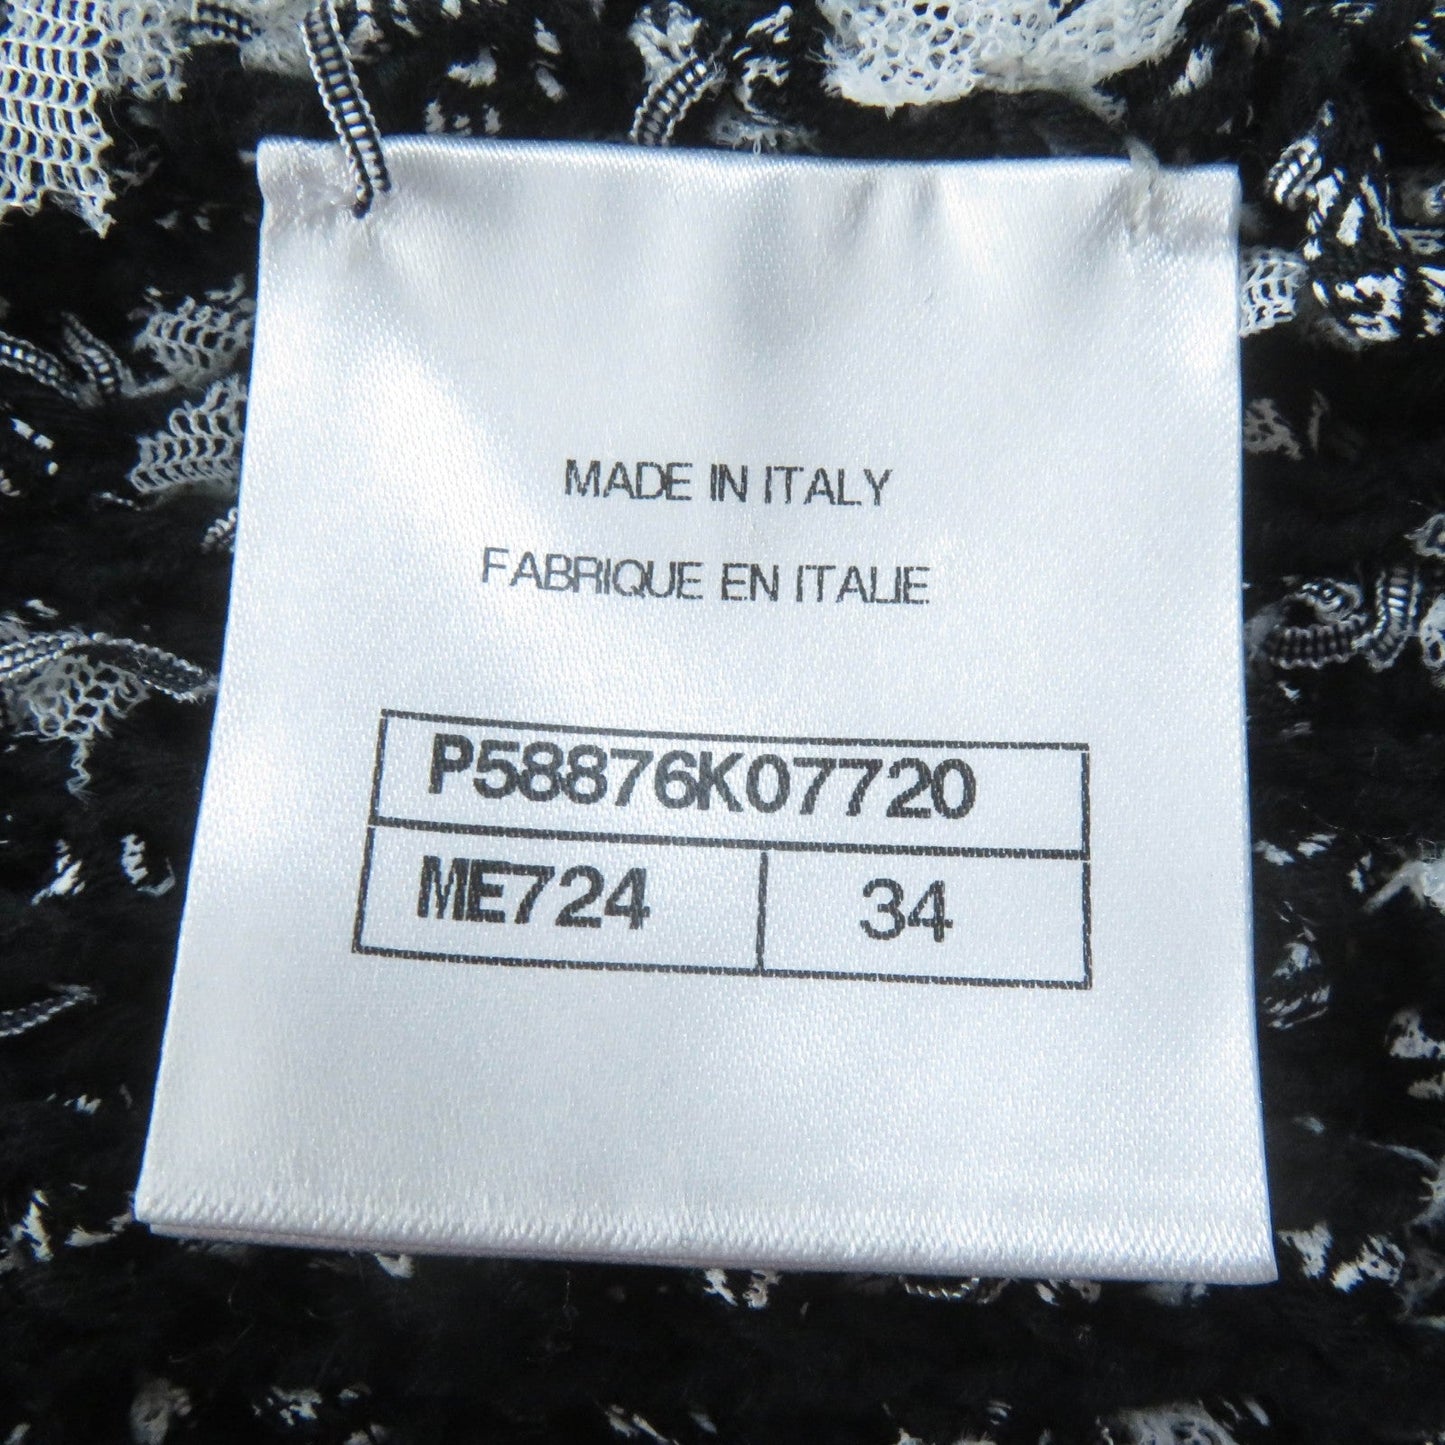 MADE IN ITALY
FABRIQUE EN ITALIE
P58876K07720
ME724 34